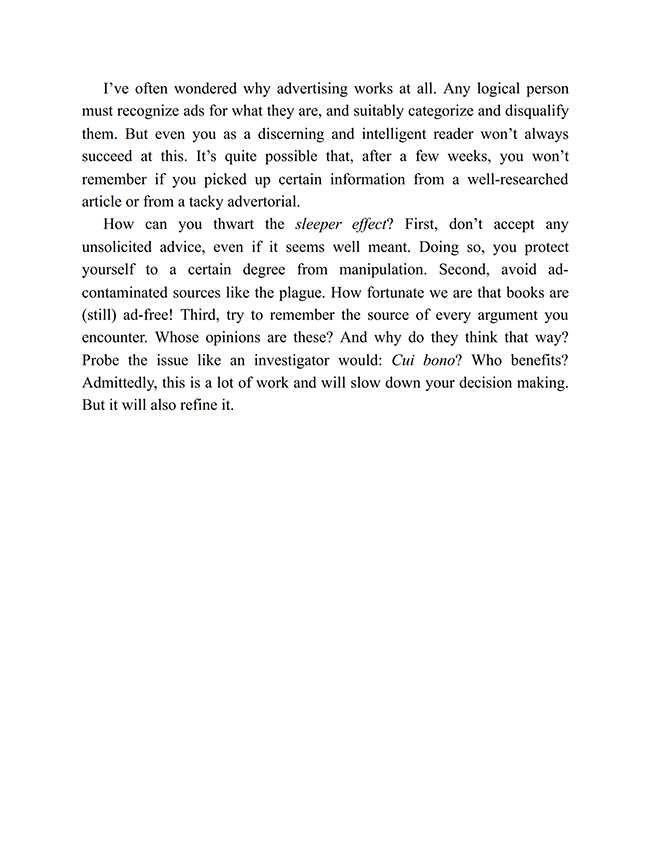 I’ve often wondered why advertising works at all. Any logical person
must recognize ads for what they are, and suitably categorize and disqualify
them. But even you as a discerning and intelligent reader won’t always
succeed at this. It’s quite possible that, after a few weeks, you won’t
remember if you picked up certain information from a well-researched
article or from a tacky advertorial.
How can you thwart the sleeper effect? First, don’t accept any
unsolicited advice, even if it seems well meant. Doing so, you protect
yourself to a certain degree from manipulation. Second, avoid ad-
contaminated sources like the plague. How fortunate we are that books are
(still) ad-free! Third, try to remember the source of every argument you
encounter. Whose opinions are these? And why do they think that way?
Probe the issue like an investigator would: Cui bono? Who benefits?
Admittedly, this is a lot of work and will slow down your decision making.
But it will also refine it.